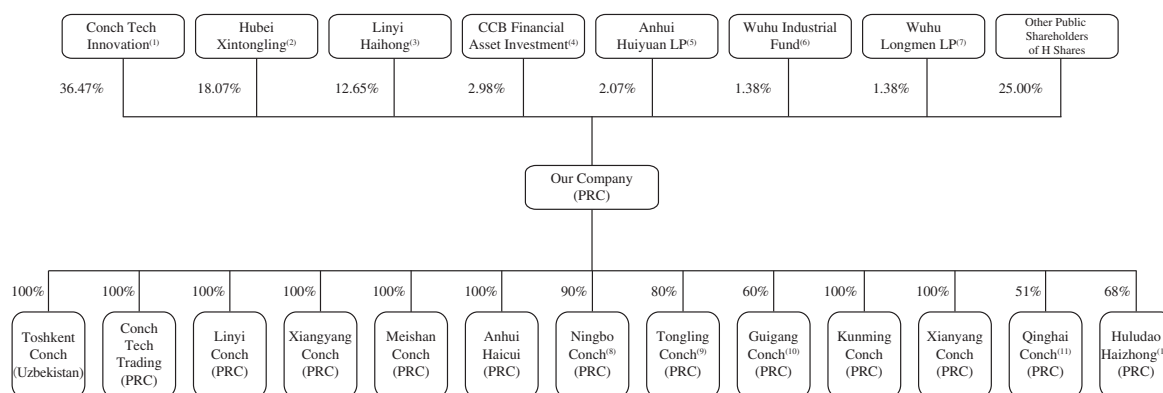 Conch Tech
Innovation(1)
Hubei
Xintongling(2)
Linyi
Haihong(3)
CCB Financial
Asset Investment(4)
Anhui
Huiyuan LP(5)
Wuhu Industrial
Fund(6)
Wuhu
Longmen LP(7)
Other Public
Shareholders
of H Shares
36.47%
18.07%
12.65%
2.98%
2.07%
1.38%
1.38%
25.00%
Our Company
(PRC)
100%
100%
100%
100%
100%
100%
90%
80%
60%
100%
100%
51%
68%
Toshkent
Conch
(Uzbekistan)
Conch
Tech
Trading
(PRC)
Linyi
Conch
(PRC)
Xiangyang
Conch
(PRC)
Meishan
Conch
(PRC)
Anhui
Haicui
(PRC)
Ningbo
Conch(8)
(PRC)
Tongling
Conch(9)
(PRC)
Guigang
Conch(10)
(PRC)
Kunming
Conch
(PRC)
Xianyang
Conch
(PRC)
Qinghai
Conch(11)
(PRC)
Huludao
Haizhong(1
(PRC)